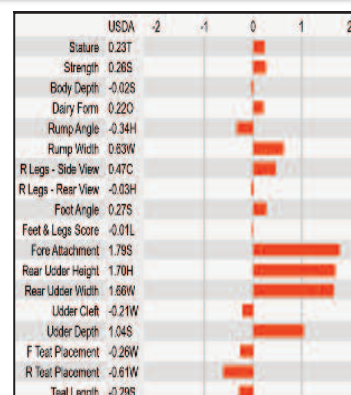 USDA -2 -1 0 1 2
Stature 0.23T
Strength 0.26S
Body Depth -0.02S
Dairy Form 0.22O
Rump Angle -0.34H
Rump Width 0.63W
R Legs - Side View 0.47C
R Legs - Rear View -0.03H
Foot Angle 0.27S
Feet & Legs Score -0.01L
Fore Attachment 1.79S
Rear Udder Height 1.70H
Rear Udder Width 1.66W
Udder Cleft -0.21W
Udder Depth 1.04S
F Teat Placement -0.26W
R Teat Placement -0.61W
Teat Length -0.29S